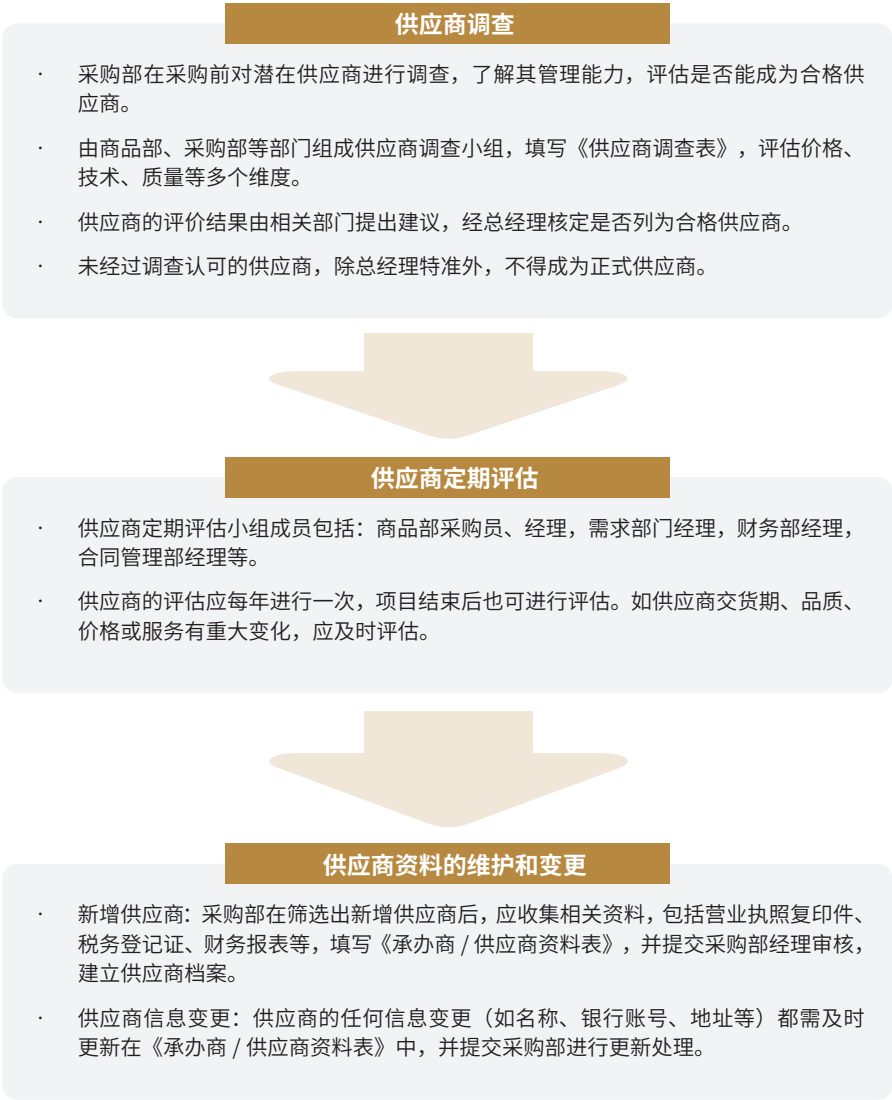 供应商调查
· 采购部在采购前对潜在供应商进行调查，了解其管理能力，评估是否能成为合格供
应商。
· 由商品部、采购部等部门组成供应商调查小组，填写《供应商调查表》，评估价格、
技术、质量等多个维度。
· 供应商的评价结果由相关部门提出建议，经总经理核定是否列为合格供应商。
· 未经过调查认可的供应商，除总经理特准外，不得成为正式供应商。
供应商定期评估
· 供应商定期评估小组成员包括：商品部采购员、经理，需求部门经理，财务部经理，
合同管理部经理等。
· 供应商的评估应每年进行一次，项目结束后也可进行评估。如供应商交货期、品质、
价格或服务有重大变化，应及时评估。
供应商资料的维护和变更
· 新增供应商：采购部在筛选出新增供应商后，应收集相关资料，包括营业执照复印件、
税务登记证、财务报表等，填写《承办商 / 供应商资料表》，并提交采购部经理审核，
建立供应商档案。
· 供应商信息变更：供应商的任何信息变更（如名称、银行账号、地址等）都需及时
更新在《承办商 / 供应商资料表》中，并提交采购部进行更新处理。